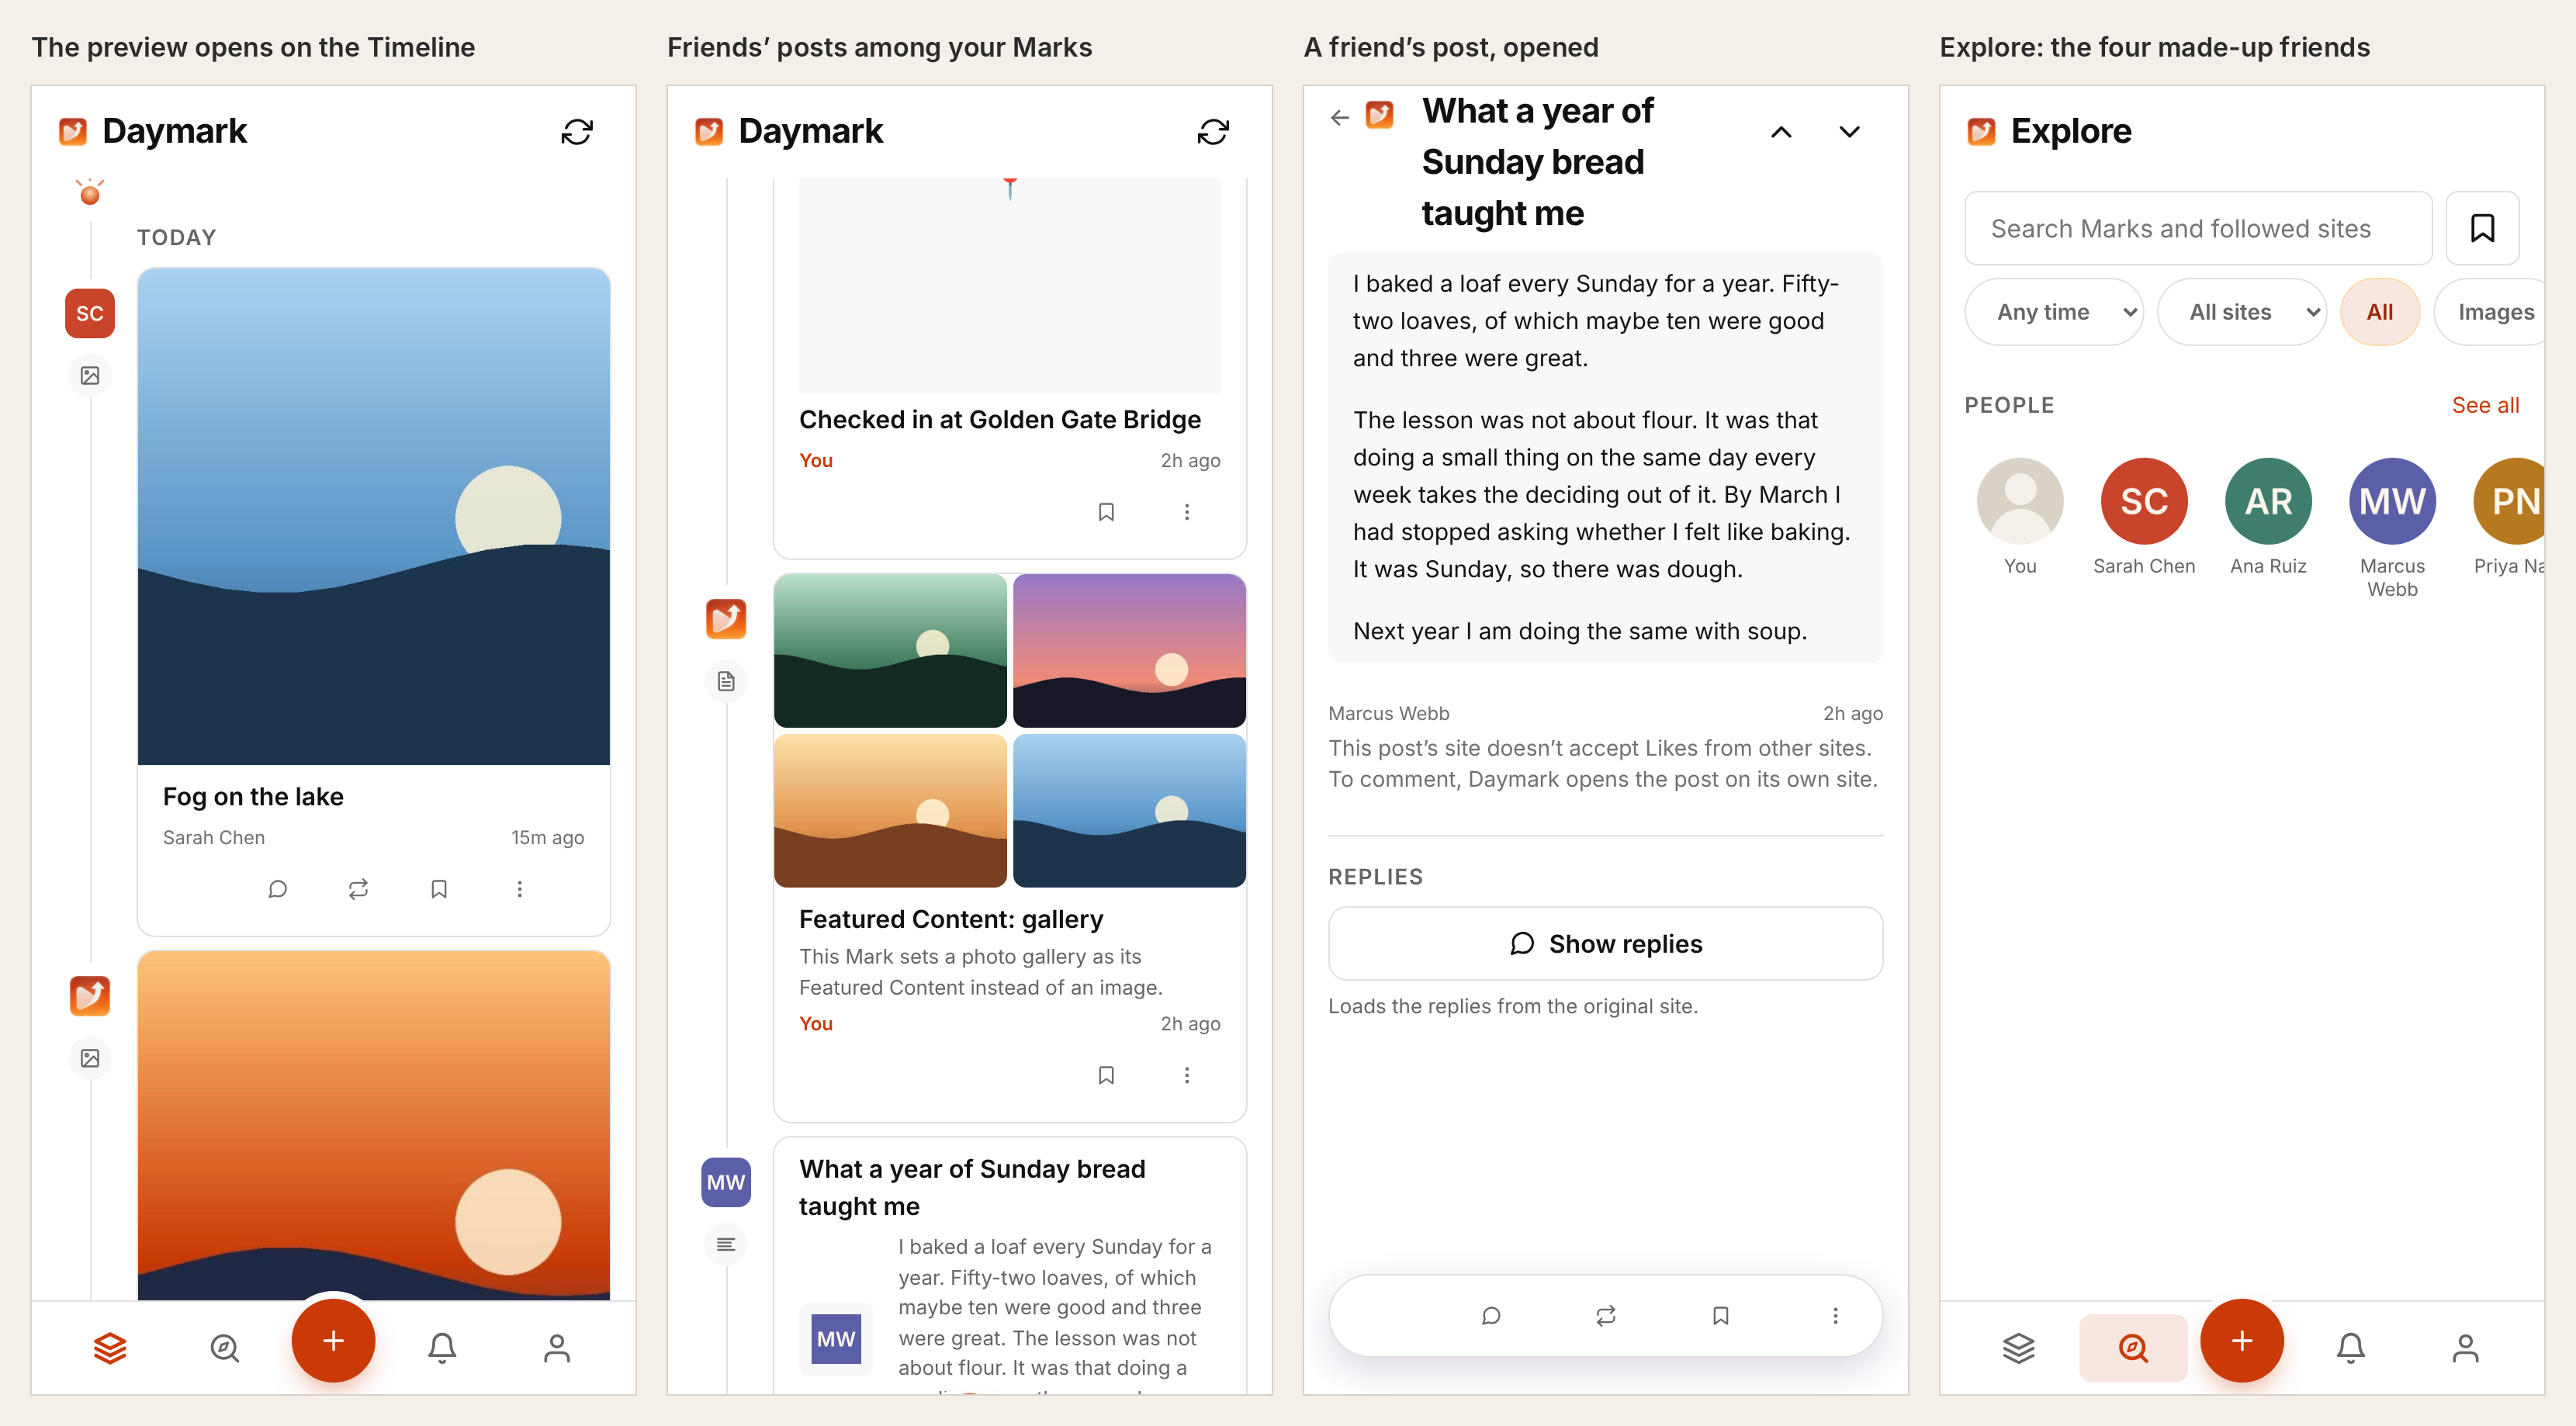 The preview opens on the Timeline
Daymark
TODAY
SC
Fog on the lake
Sarah Chen
15m ago
Friends’ posts among your Marks
Daymark
Checked in at Golden Gate Bridge
You
2h ago
Featured Content: gallery
This Mark sets a photo gallery as its
Featured Content instead of an image.
You
2h ago
MW
What a year of Sunday bread
taught me
MW
I baked a loaf every Sunday for a
year. Fifty-two loaves, of which
maybe ten were good and three
were great. The lesson was not
about flour. It was that doing a
A friend’s post, opened
What a year of
Sunday bread
taught me
I baked a loaf every Sunday for a year. Fifty-
two loaves, of which maybe ten were good
and three were great.
The lesson was not about flour. It was that
doing a small thing on the same day every
week takes the deciding out of it. By March I
had stopped asking whether I felt like baking.
It was Sunday, so there was dough.
Next year I am doing the same with soup.
Marcus Webb
2h ago
This post’s site doesn’t accept Likes from other sites.
To comment, Daymark opens the post on its own site.
REPLIES
Show replies
Loads the replies from the original site.
Explore: the four made-up friends
Explore
Search Marks and followed sites
Any time
All sites
All
Images
PEOPLE
See all
SC
AR
MW
PN
You
Sarah Chen
Ana Ruiz
Marcus
Webb
Priya Na